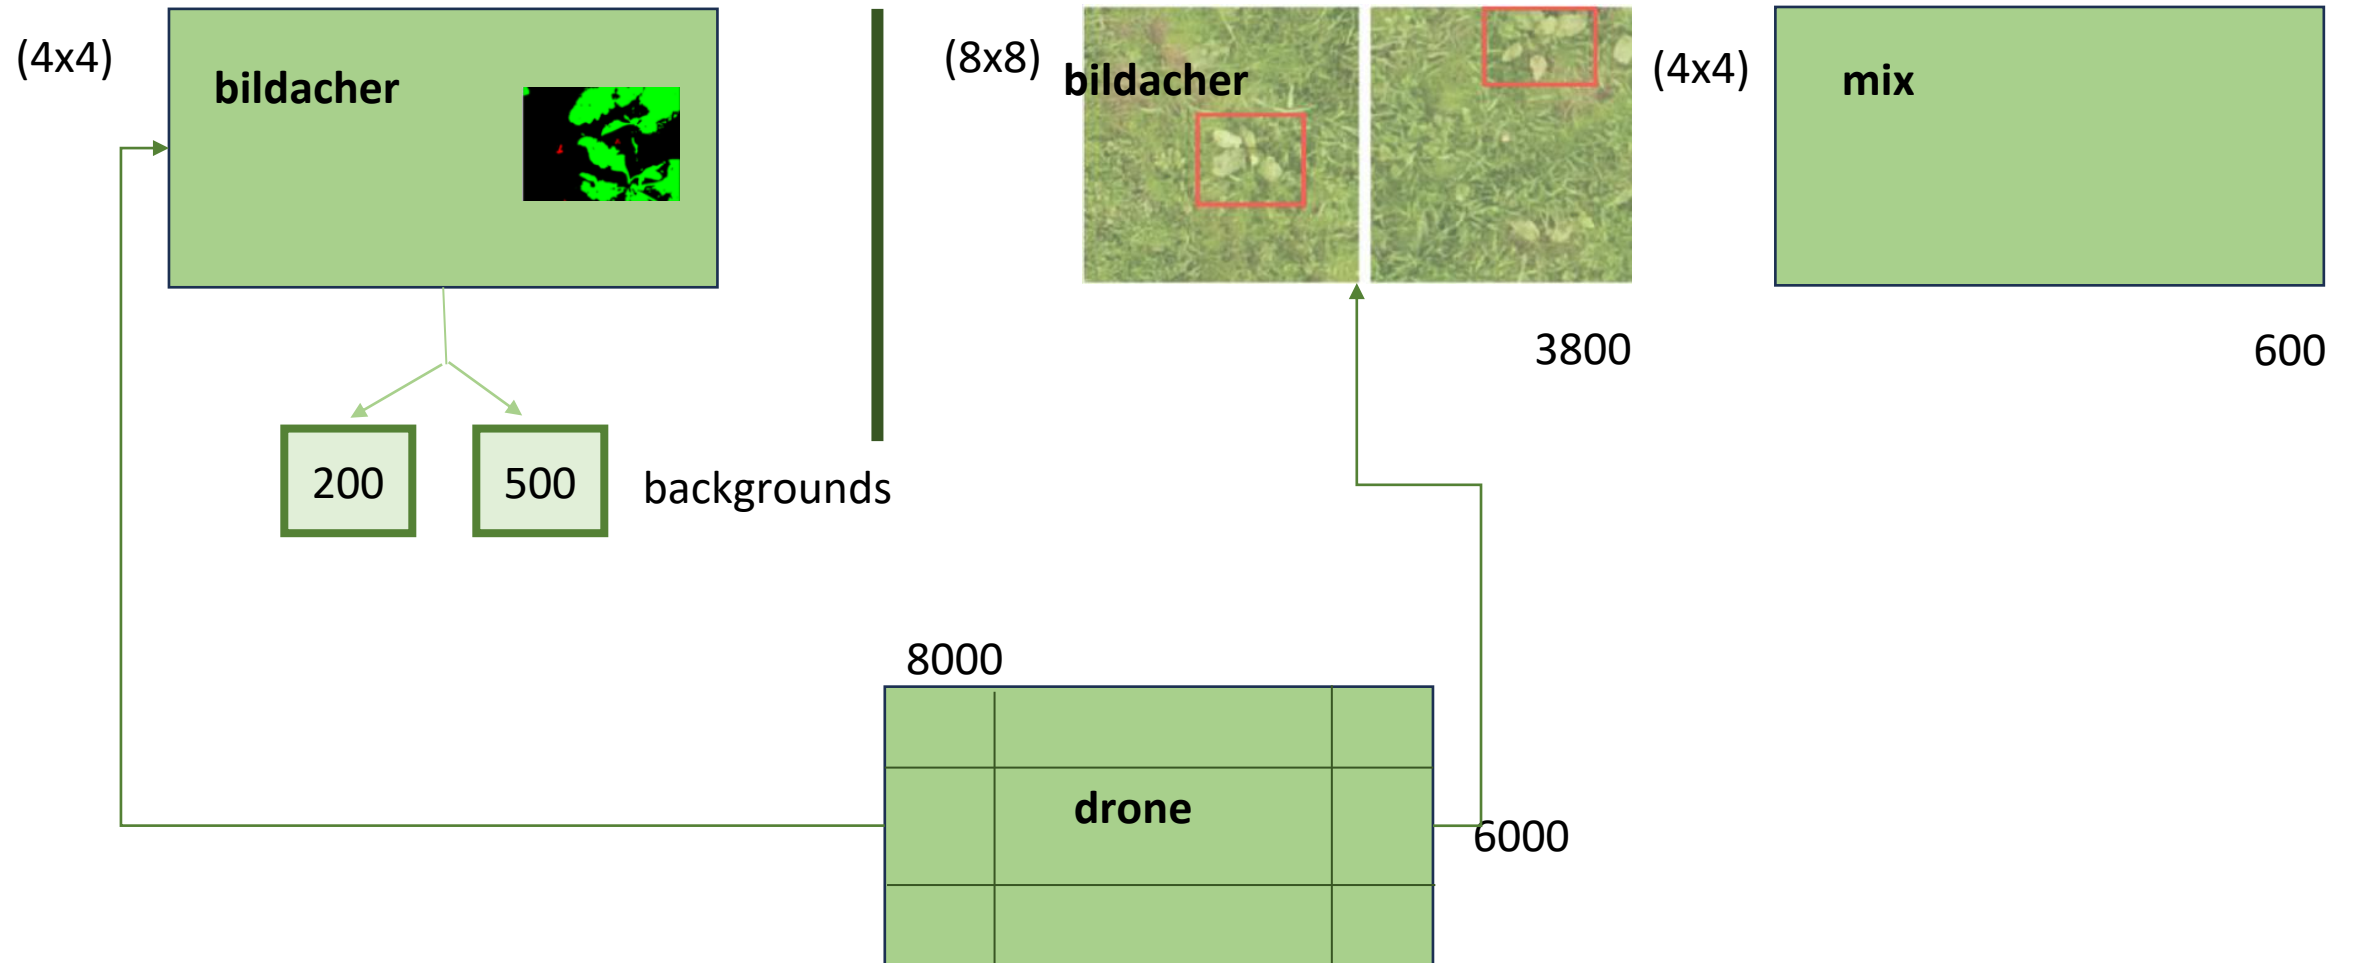 (4x4)
bildacher
(8x8)
bildacher
(4x4)
mix
3800
600
200
500
backgrounds
8000
drone
6000